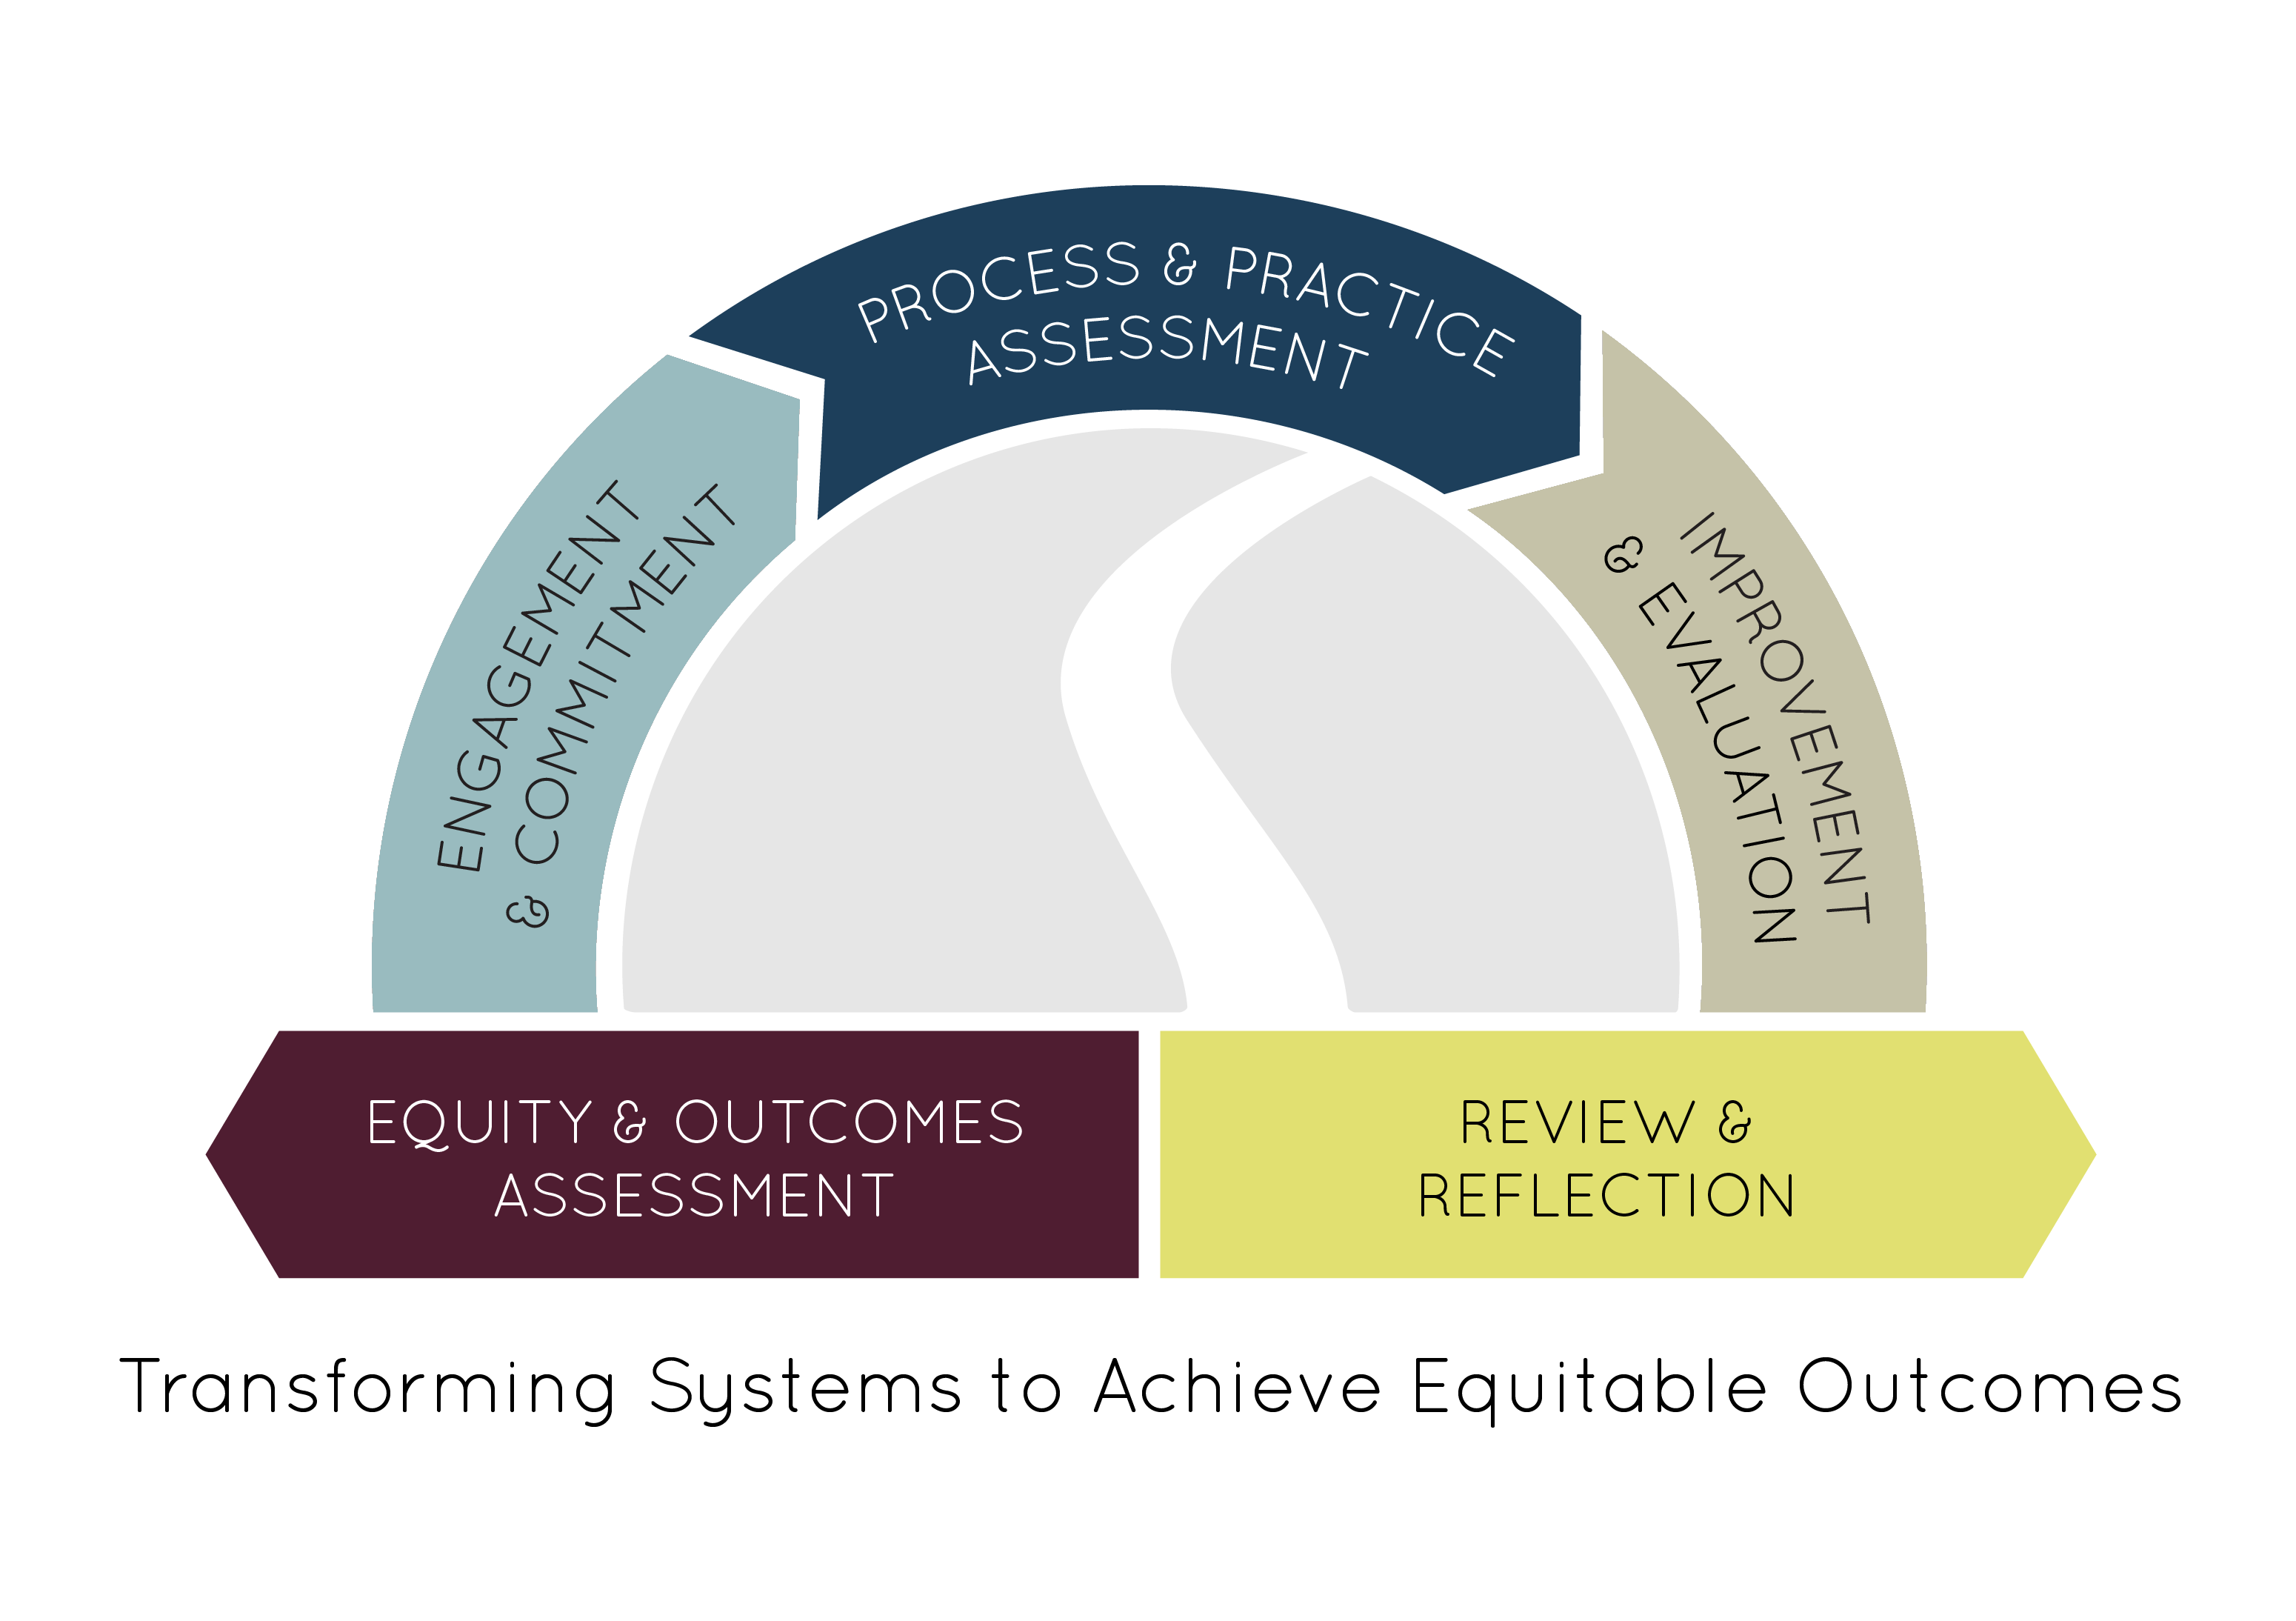 PROCESS & PRACTICE
ASSESSMENT
ENGAGEMENT
& COMMITMENT
IMPROVEMENT
& EVALUATION
EQUITY & OUTCOMES
ASSESSMENT
REVIEW &
REFLECTION
Transforming Systems to Achieve Equitable Outcomes